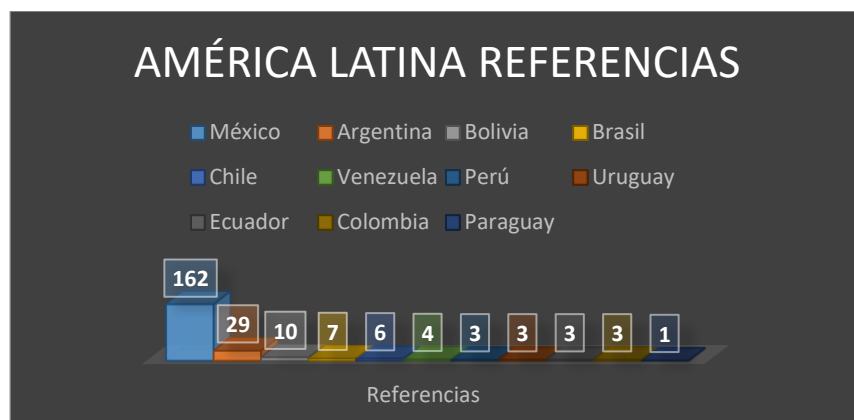 AMÉRICA LATINA REFERENCIAS
México Argentina Bolivia Brasil
Chile Venezuela Perú Uruguay
Ecuador Colombia Paraguay
162 29 10 7 6 4 3 3 3 3 1
Referencias